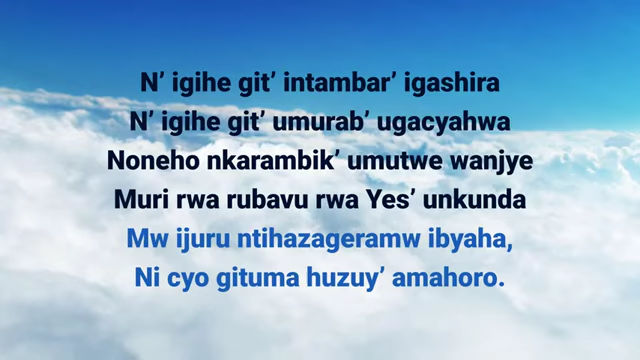 N’ igihe git’ intambar’ igashira
N’ igihe git’ umurab’ ugacyahwa
Noneho nkarambik’ umutwe wanjye
Muri rwa rubavu rwa Yes’ unkunda
Mw ijuru ntihazageramw ibyaha,
Ni cyo gituma huzuy’ amahoro.